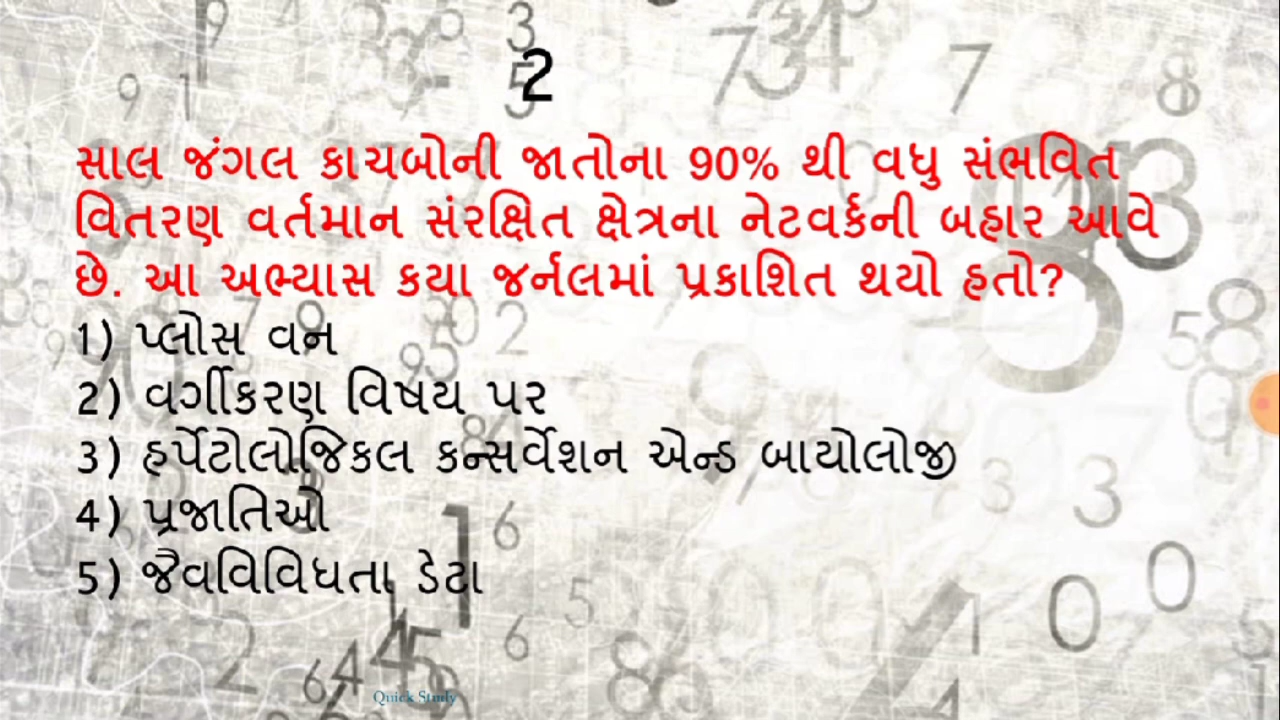 2
સાલ જંગલ કાચબોની જાતોના 90% થી વધુ સંભવિત
વિતરણ વર્તમાન સંરક્ષિત ક્ષેત્રના નેટવર્કની બહાર આવે
છે. આ અભ્યાસ કયા જર્નલમાં પ્રકાશિત થયો હતો?
1) પ્લોસ વન
2) વર્ગીકરણ વિષય પર
3) હર્પેટોલોજિકલ કન્સર્વેશન એન્ડ બાયોલોજી
4) પ્રજાતિઓ
5) જૈવવિવિધતા ડેટા
Quick Study